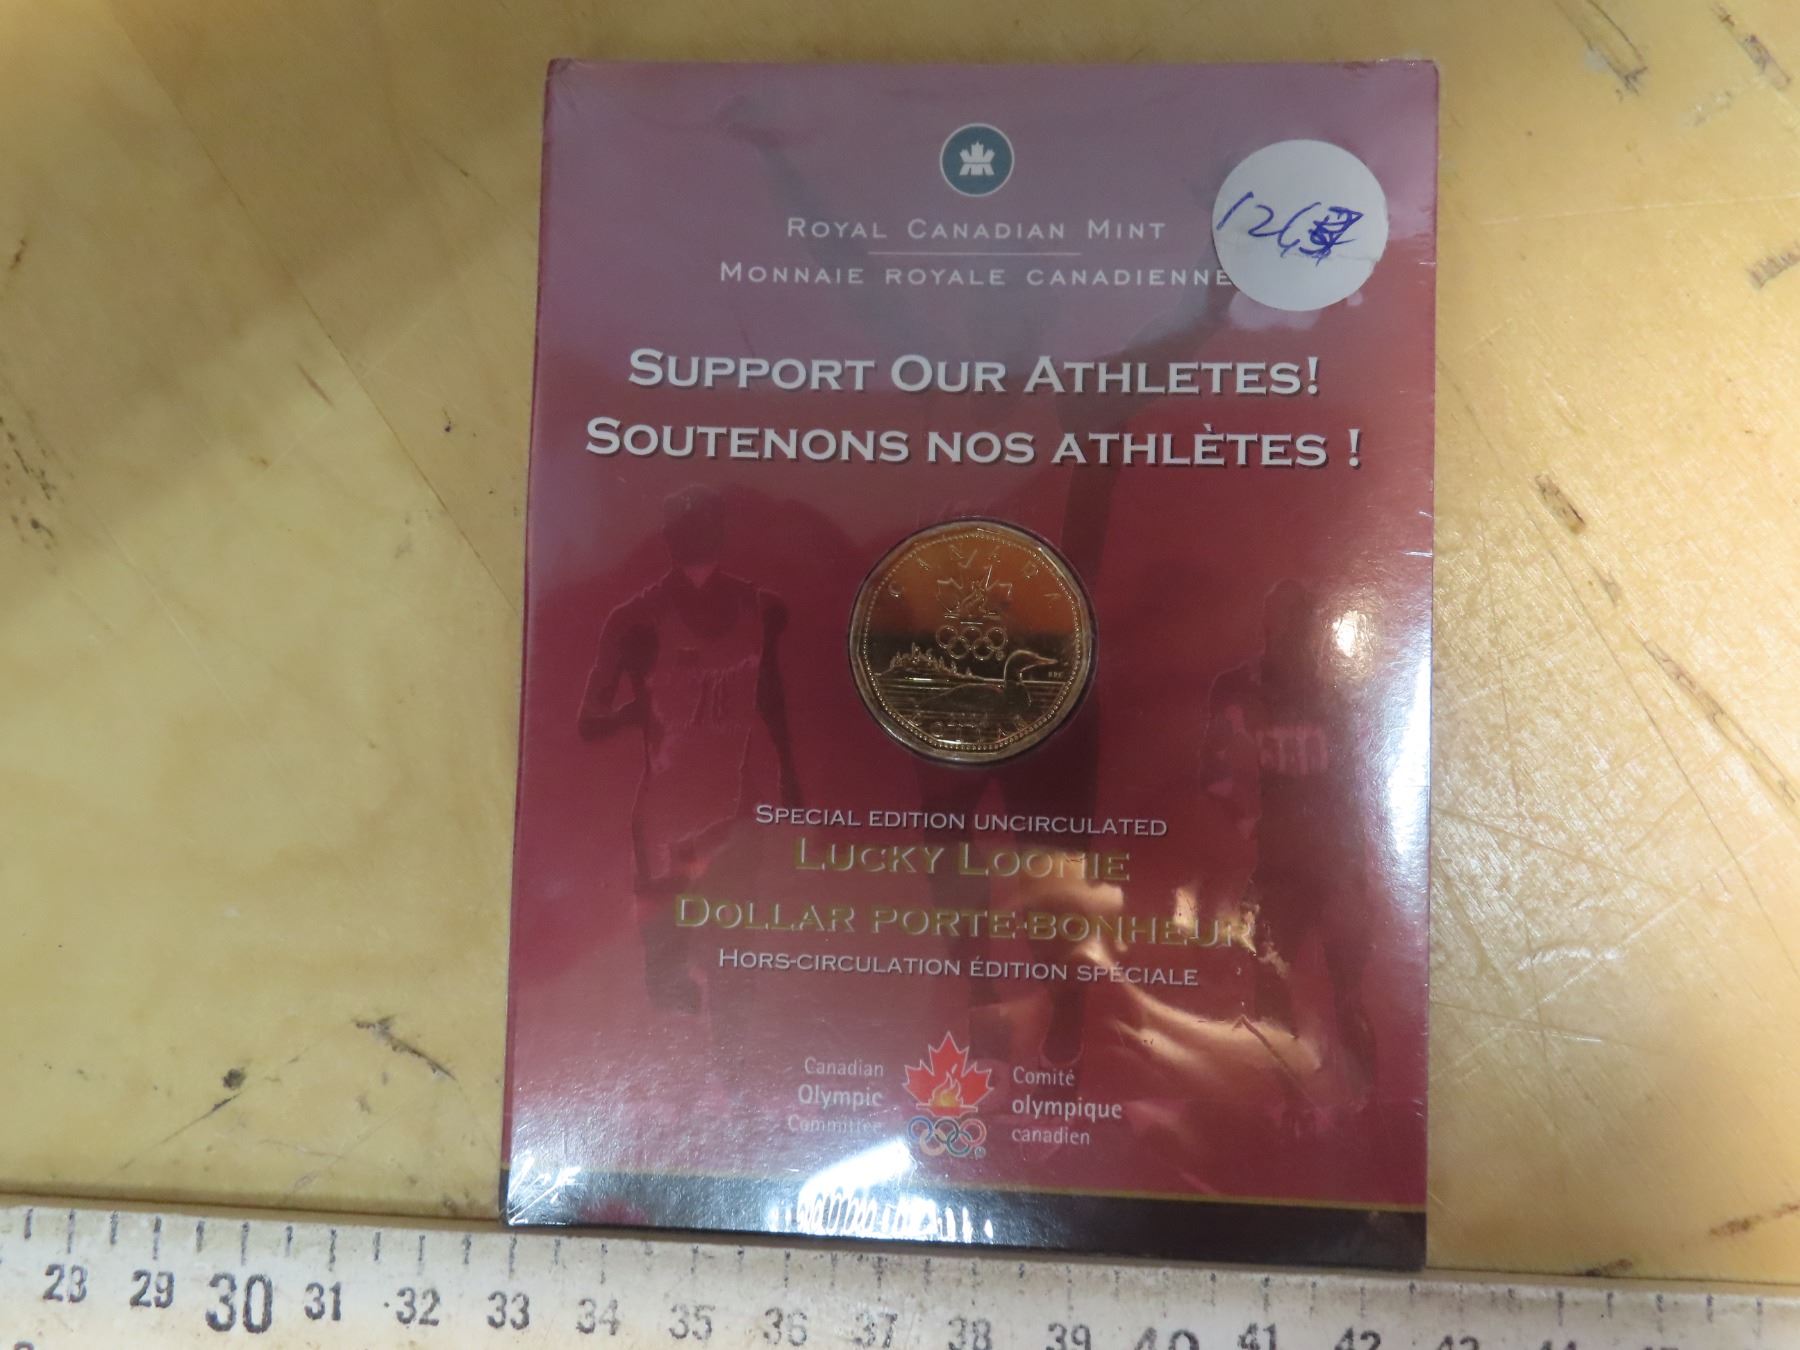 ROYAL CANADIAN MINT
MONNAIE ROYALE CANADIENNE
SUPPORT OUR ATHLETES!
SOUTENONS NOS ATHLÈTES !
CANADA
SPECIAL EDITION UNCIRCULATED
LUCKY LOONIE
DOLLAR PORTE-BONHEUR
HORS-CIRCULATION ÉDITION SPÉCIALE
Canadian
Olympic
Committee
Comité
olympique
canadien
28 29 30 31 32 33 34 35 36 37 38 39 40 41 42